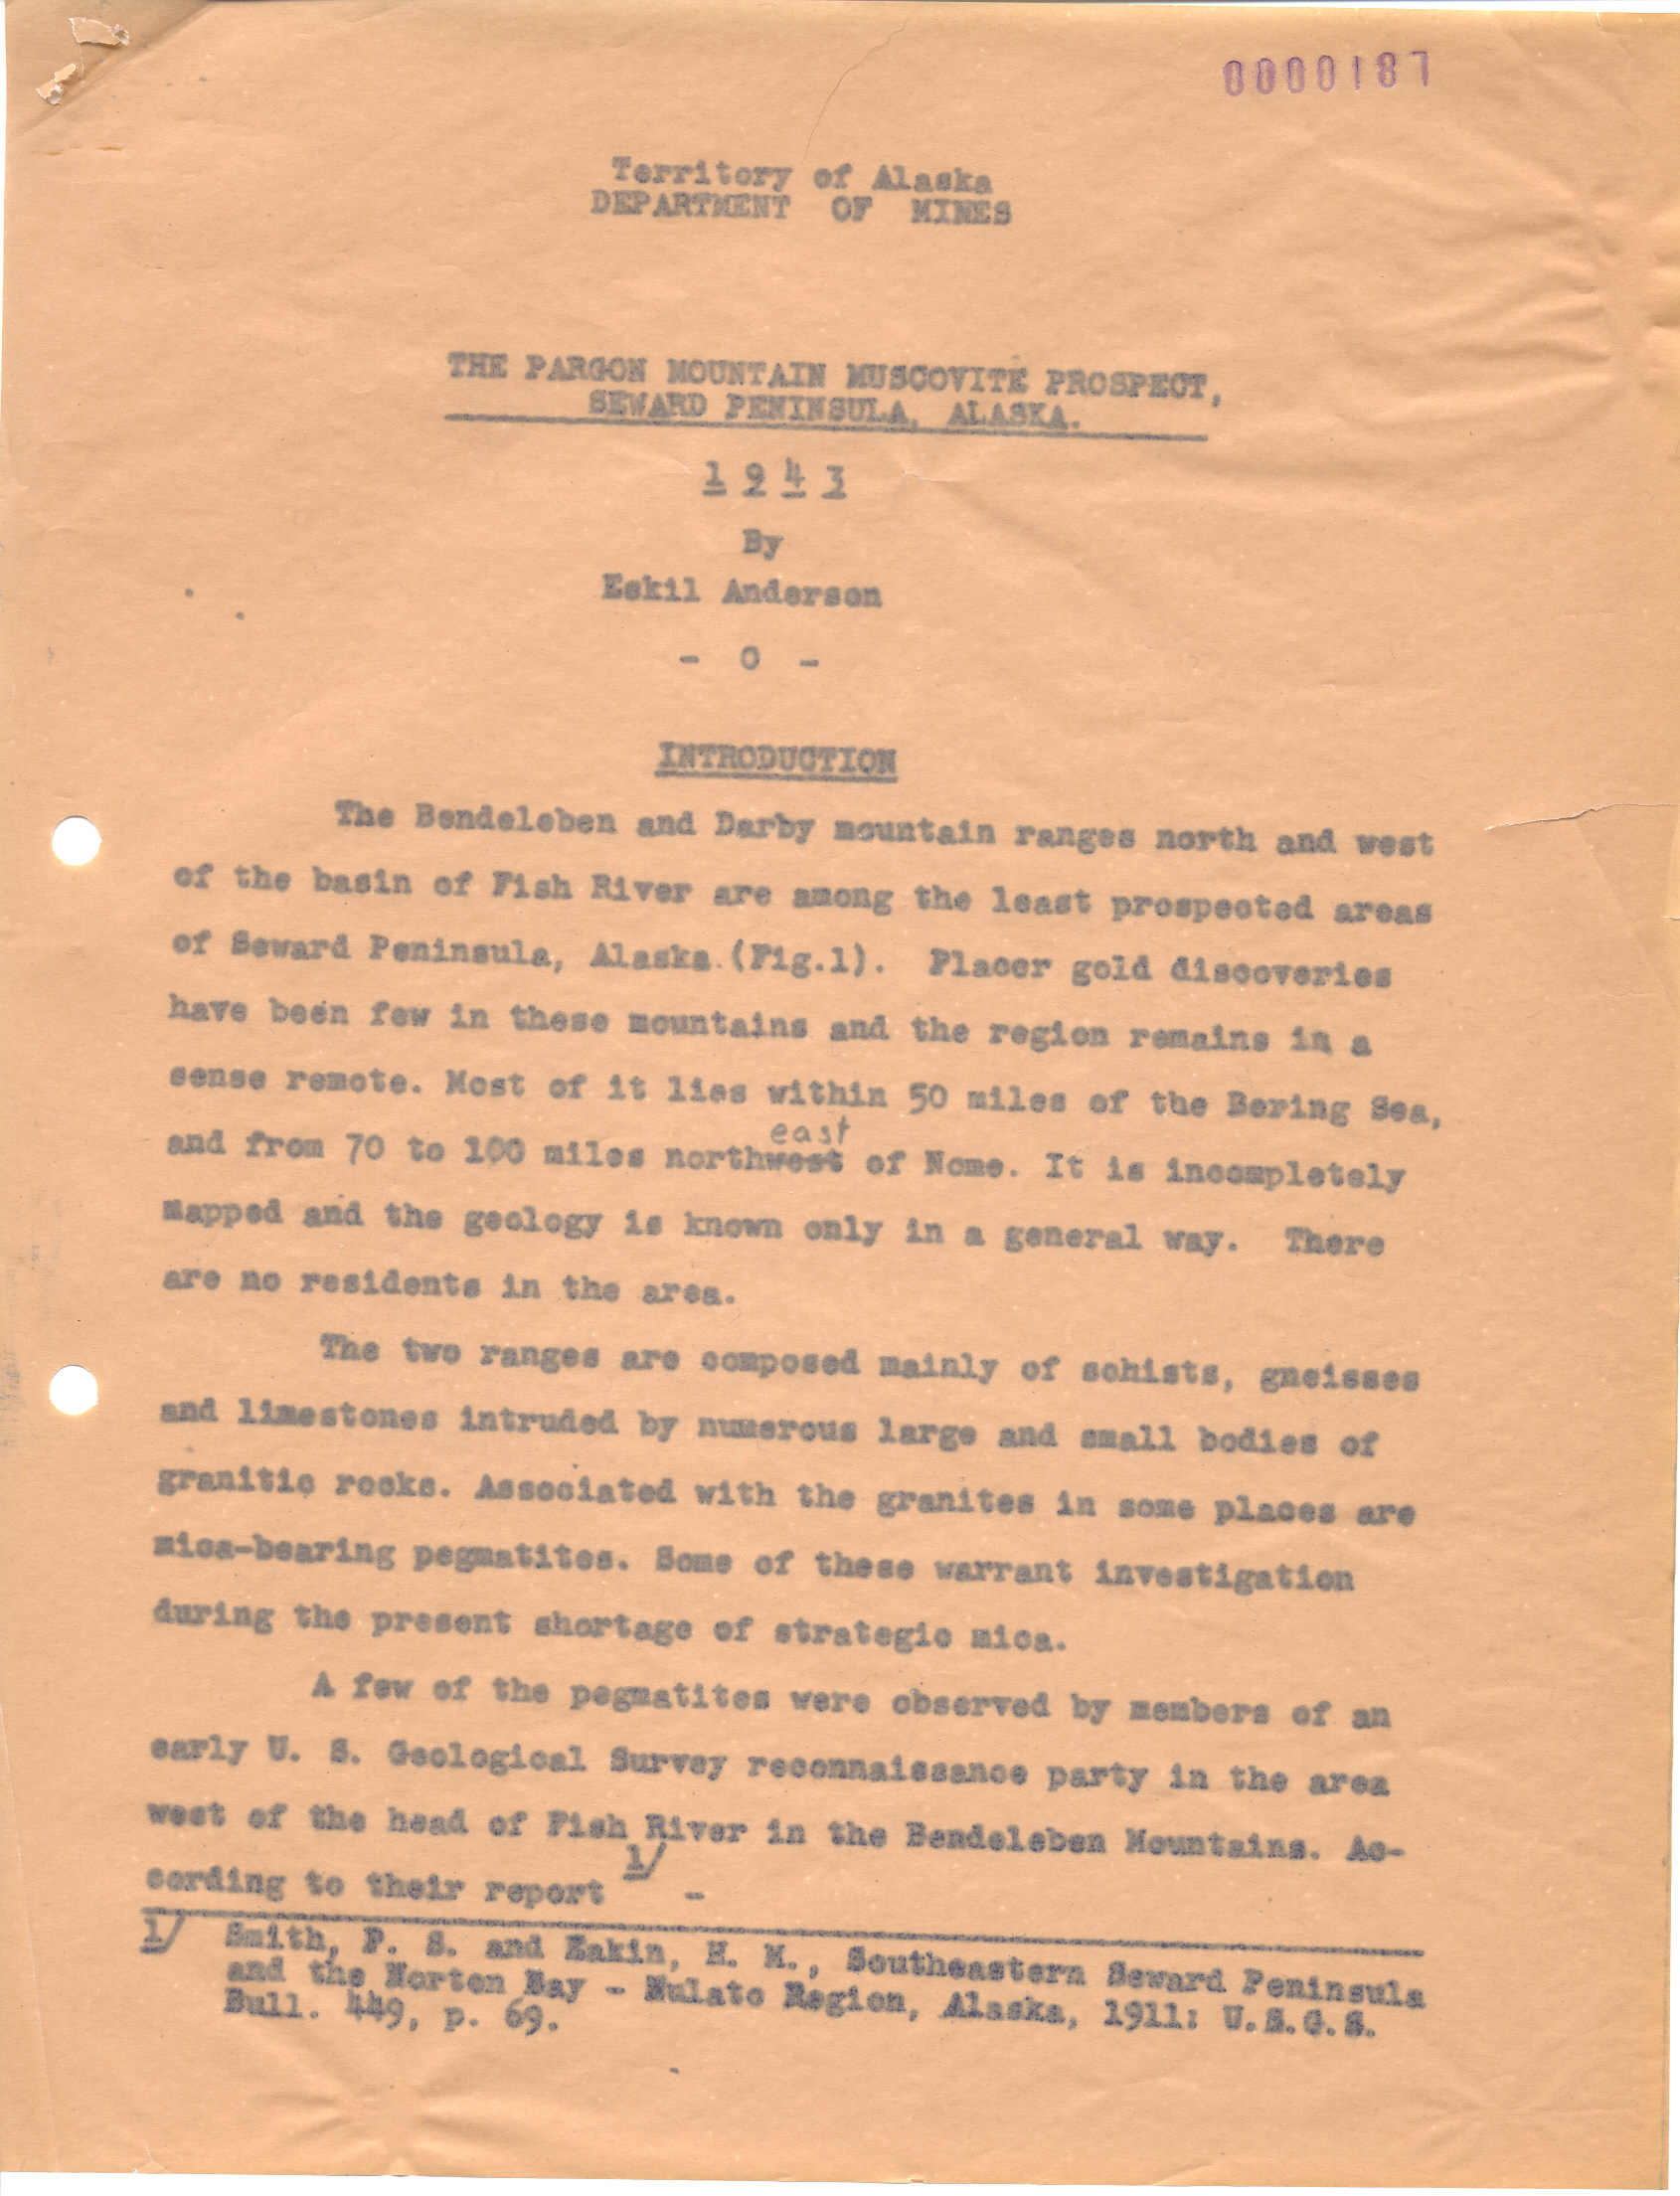 0000187
Territory of Alaska
DEPARTMENT OF MINES
THE PARGON MOUNTAIN MUSCOVITE PROSPECT,
SEWARD PENINSULA, ALASKA.
1943
By
Eskil Anderson
- o -
INTRODUCTION
The Bendeleben and Darby mountain ranges north and west
of the basin of Fish River are among the least prospected areas
of Seward Peninsula, Alaska.(Fig.1). Placer gold discoveries
have been few in these mountains and the region remains in a
sense remote. Most of it lies within 50 miles of the Bering Sea,
east
and from 70 to 100 miles northwest of Nome. It is incompletely
mapped and the geology is known only in a general way. There
are no residents in the area.
The two ranges are composed mainly of schists, gneisses
and limestones intruded by numerous large and small bodies of
granitic rocks. Associated with the granites in some places are
mica-bearing pegmatites. Some of these warrant investigation
during the present shortage of strategic mica.
A few of the pegmatites were observed by members of an
early U. S. Geological Survey reconnaissance party in the area
west of the head of Fish River in the Bendeleben Mountains. Ac-
cording to their report 1/ -
1/ Smith, P. S. and Eakin, H. M., Southeastern Seward Peninsula
and the Norton Bay - Nulato Region, Alaska, 1911: U.S.G.S.
Bull. 449, p. 69.